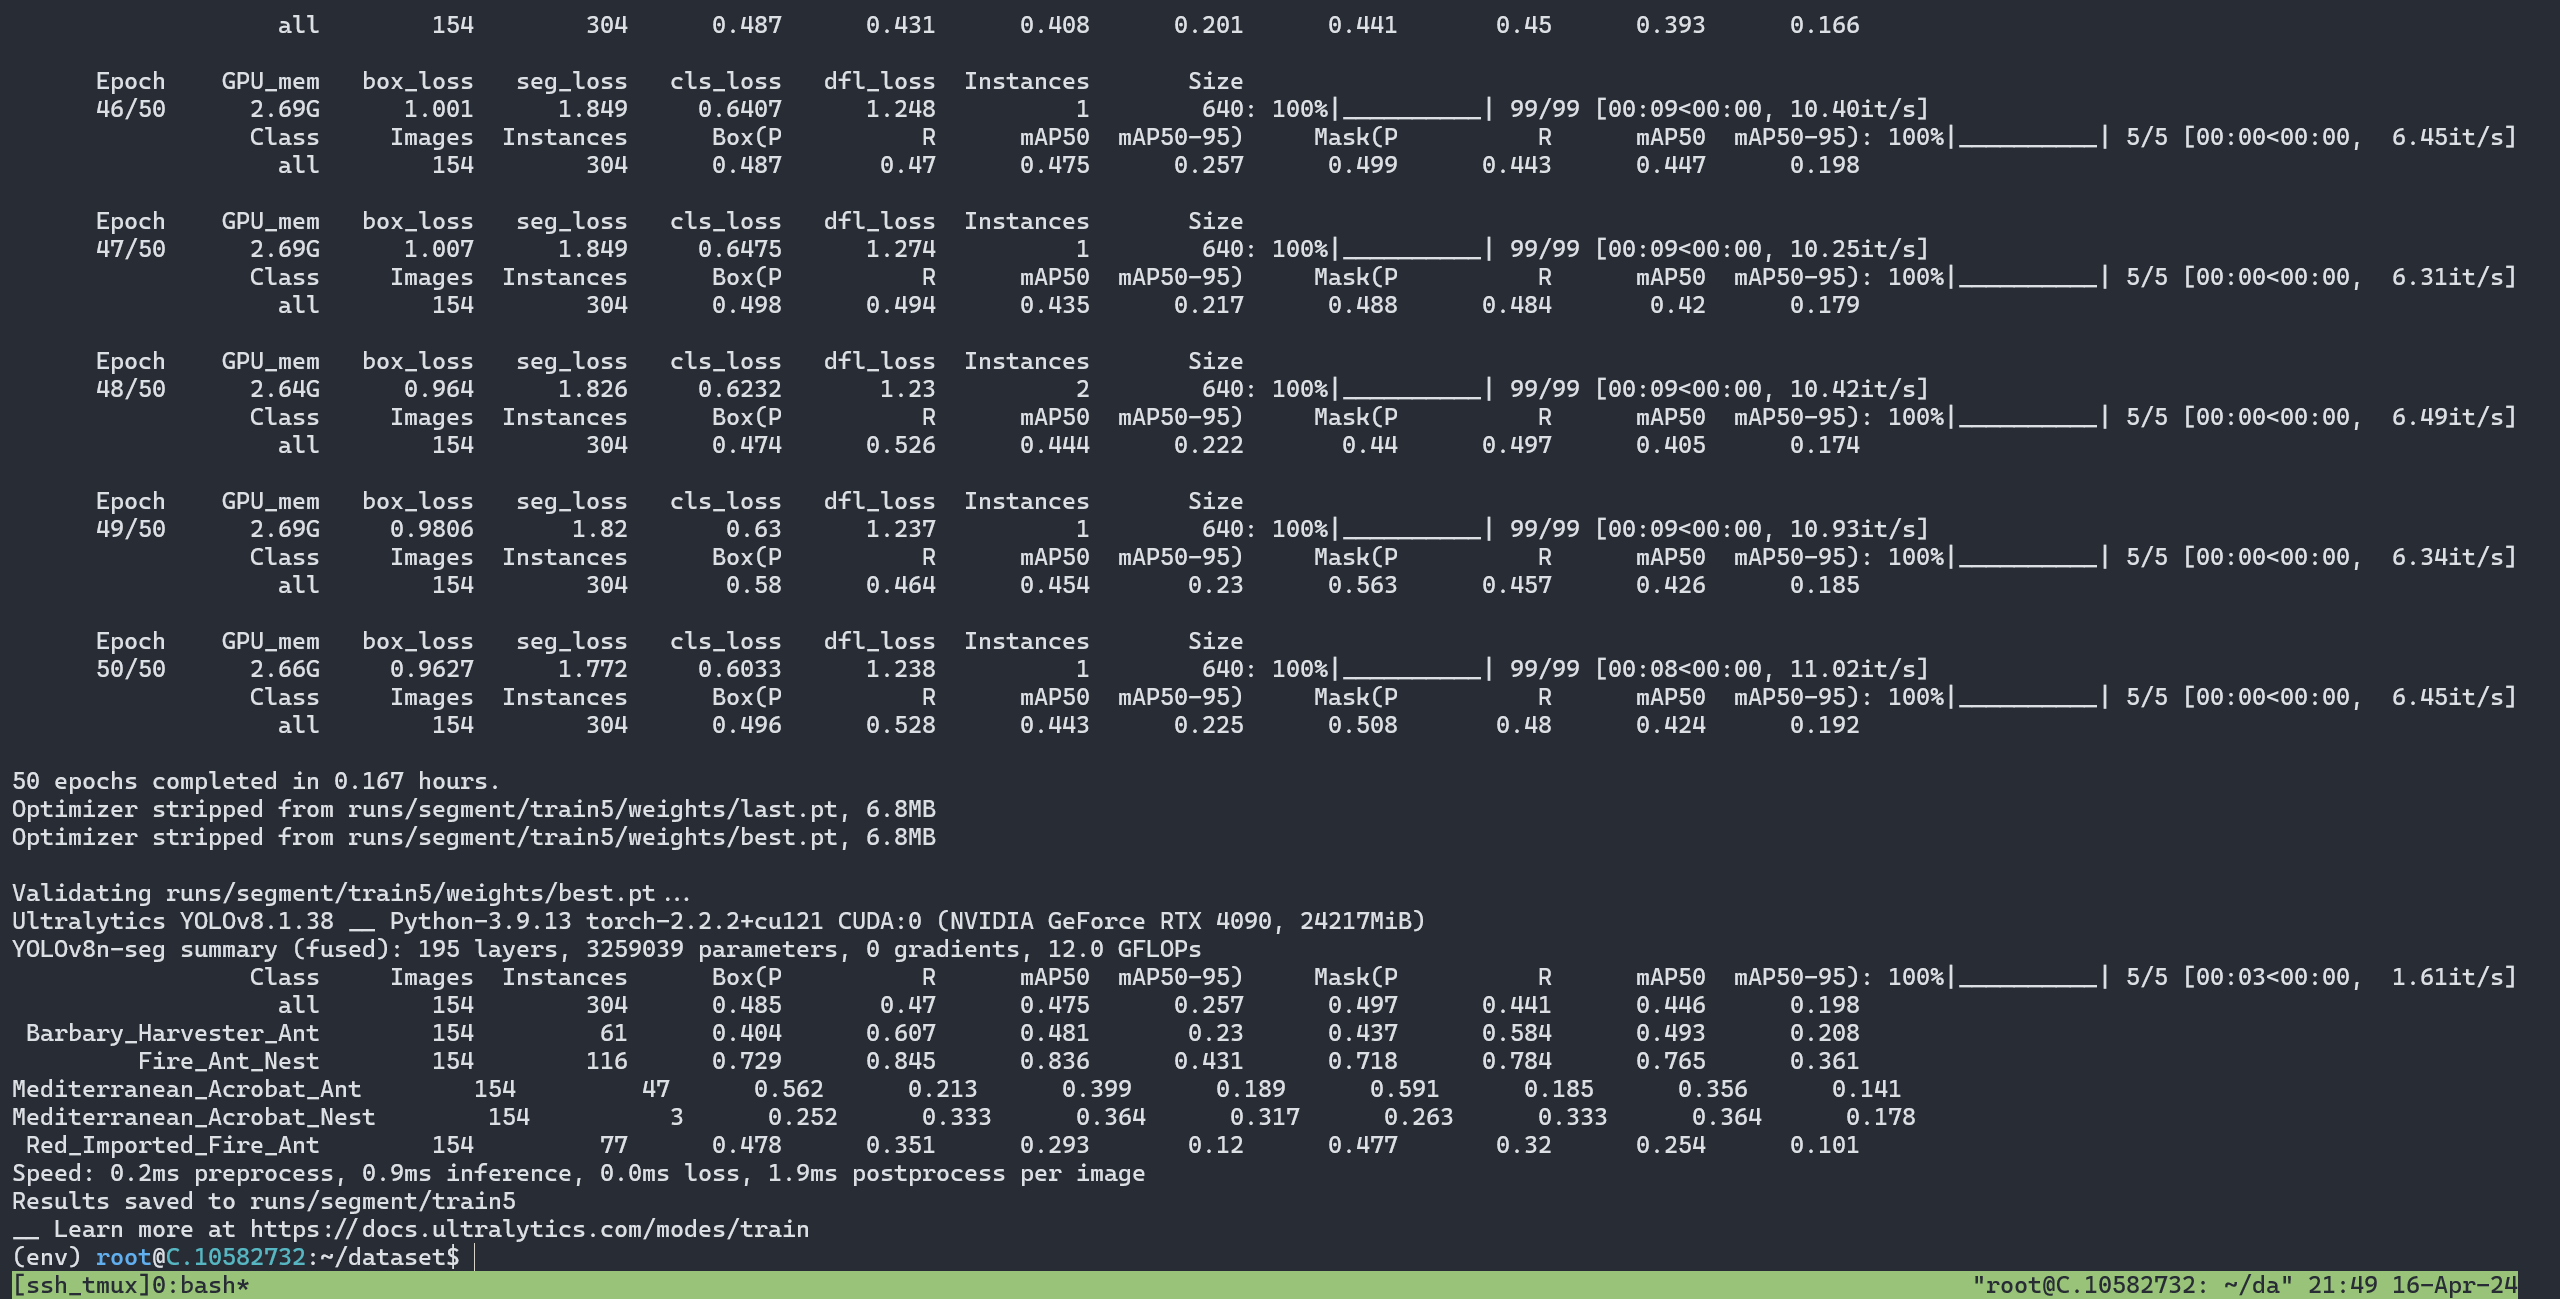 all 154 304 0.487 0.431 0.408 0.201 0.441 0.45 0.393 0.166
Epoch GPU_mem box_loss seg_loss cls_loss dfl_loss Instances Size
46/50 2.69G 1.001 1.849 0.6407 1.248 1 640: 100%|__________| 99/99 [00:09<00:00, 10.40it/s]
Class Images Instances Box(P R mAP50 mAP50-95) Mask(P R mAP50 mAP50-95): 100%|__________| 5/5 [00:00<00:00, 6.45it/s]
all 154 304 0.487 0.47 0.475 0.257 0.499 0.443 0.447 0.198
Epoch GPU_mem box_loss seg_loss cls_loss dfl_loss Instances Size
47/50 2.69G 1.007 1.849 0.6475 1.274 1 640: 100%|__________| 99/99 [00:09<00:00, 10.25it/s]
Class Images Instances Box(P R mAP50 mAP50-95) Mask(P R mAP50 mAP50-95): 100%|__________| 5/5 [00:00<00:00, 6.31it/s]
all 154 304 0.498 0.494 0.435 0.217 0.488 0.484 0.42 0.179
Epoch GPU_mem box_loss seg_loss cls_loss dfl_loss Instances Size
48/50 2.64G 0.964 1.826 0.6232 1.23 2 640: 100%|__________| 99/99 [00:09<00:00, 10.42it/s]
Class Images Instances Box(P R mAP50 mAP50-95) Mask(P R mAP50 mAP50-95): 100%|__________| 5/5 [00:00<00:00, 6.49it/s]
all 154 304 0.474 0.526 0.444 0.222 0.44 0.497 0.405 0.174
Epoch GPU_mem box_loss seg_loss cls_loss dfl_loss Instances Size
49/50 2.69G 0.9806 1.82 0.63 1.237 1 640: 100%|__________| 99/99 [00:09<00:00, 10.93it/s]
Class Images Instances Box(P R mAP50 mAP50-95) Mask(P R mAP50 mAP50-95): 100%|__________| 5/5 [00:00<00:00, 6.34it/s]
all 154 304 0.58 0.464 0.454 0.23 0.563 0.457 0.426 0.185
Epoch GPU_mem box_loss seg_loss cls_loss dfl_loss Instances Size
50/50 2.66G 0.9627 1.772 0.6033 1.238 1 640: 100%|__________| 99/99 [00:08<00:00, 11.02it/s]
Class Images Instances Box(P R mAP50 mAP50-95) Mask(P R mAP50 mAP50-95): 100%|__________| 5/5 [00:00<00:00, 6.45it/s]
all 154 304 0.496 0.528 0.443 0.225 0.508 0.48 0.424 0.192
50 epochs completed in 0.167 hours.
Optimizer stripped from runs/segment/train5/weights/last.pt, 6.8MB
Optimizer stripped from runs/segment/train5/weights/best.pt, 6.8MB
Validating runs/segment/train5/weights/best.pt...
Ultralytics YOLOv8.1.38 __ Python-3.9.13 torch-2.2.2+cu121 CUDA:0 (NVIDIA GeForce RTX 4090, 24217MiB)
YOLOv8n-seg summary (fused): 195 layers, 3259039 parameters, 0 gradients, 12.0 GFLOPs
Class Images Instances Box(P R mAP50 mAP50-95) Mask(P R mAP50 mAP50-95): 100%|__________| 5/5 [00:03<00:00, 1.61it/s]
all 154 304 0.485 0.47 0.475 0.257 0.497 0.441 0.446 0.198
Barbary_Harvester_Ant 154 61 0.404 0.607 0.481 0.23 0.437 0.584 0.493 0.208
Fire_Ant_Nest 154 116 0.729 0.845 0.836 0.431 0.718 0.784 0.765 0.361
Mediterranean_Acrobat_Ant 154 47 0.562 0.213 0.399 0.189 0.591 0.185 0.356 0.141
Mediterranean_Acrobat_Nest 154 3 0.252 0.333 0.364 0.317 0.263 0.333 0.364 0.178
Red_Imported_Fire_Ant 154 77 0.478 0.351 0.293 0.12 0.477 0.32 0.254 0.101
Speed: 0.2ms preprocess, 0.9ms inference, 0.0ms loss, 1.9ms postprocess per image
Results saved to runs/segment/train5
__ Learn more at https://docs.ultralytics.com/modes/train
(env) root@C.10582732:~/dataset$
[ssh_tmux]0:bash* "root@C.10582732: ~/da" 21:49 16-Apr-24